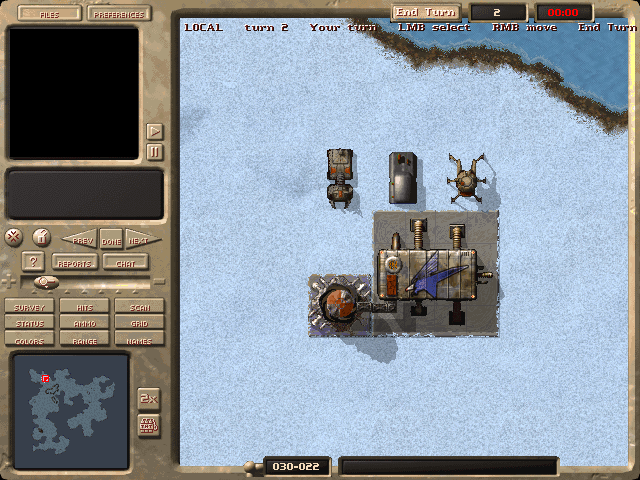 FILES PREFERENCES End Turn 2 00:00
LOCAL turn 2 Your turn LMB select RMB move End Turn
PREV DONE NEXT
? REPORTS CHAT
SURVEY HITS SCAN
STATUS AMMO GRID
COLORS RANGE NAMES
2x
030-022